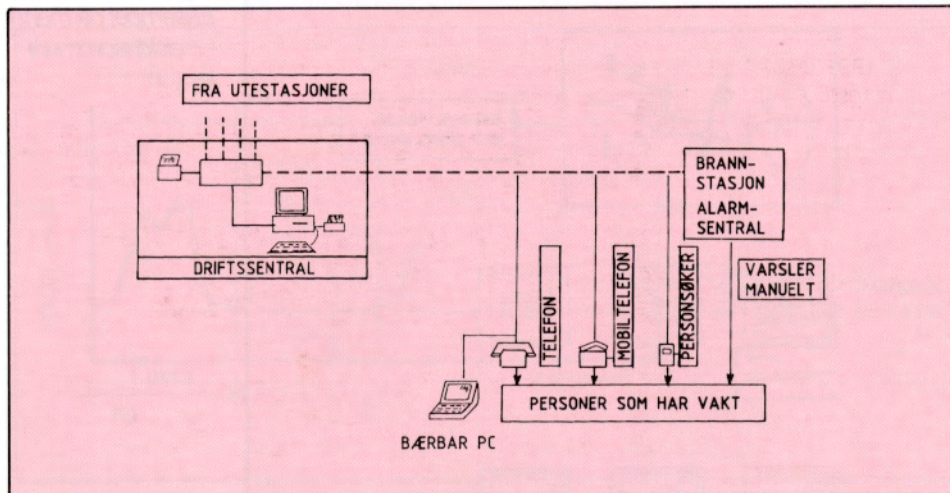 FRA UTESTASJONER
DRIFTSSENTRAL
BRANN-
STASJON
ALARM-
SENTRAL
TELEFON
MOBILTELEFON
PERSONSØKER
VARSLER
MANUELT
PERSONER SOM HAR VAKT
BÆRBAR PC